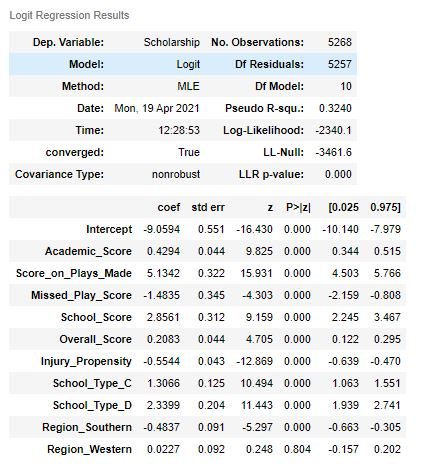 Logit Regression Results
Dep. Variable: Scholarship No. Observations: 5268
Model: Logit Df Residuals: 5257
Method: MLE Df Model: 10
Date: Mon, 19 Apr 2021 Pseudo R-squ.: 0.3240
Time: 12:28:53 Log-Likelihood: -2340.1
converged: True LL-Null: -3461.6
Covariance Type: nonrobust LLR p-value: 0.000
coef std err z P>|z| [0.025 0.975]
Intercept -9.0594 0.551 -16.430 0.000 -10.140 -7.979
Academic_Score 0.4294 0.044 9.825 0.000 0.344 0.515
Score_on_Plays_Made 5.1342 0.322 15.931 0.000 4.503 5.766
Missed_Play_Score -1.4835 0.345 -4.303 0.000 -2.159 -0.808
School_Score 2.8561 0.312 9.159 0.000 2.245 3.467
Overall_Score 0.2083 0.044 4.705 0.000 0.122 0.295
Injury_Propensity -0.5544 0.043 -12.869 0.000 -0.639 -0.470
School_Type_C 1.3066 0.125 10.494 0.000 1.063 1.551
School_Type_D 2.3399 0.204 11.443 0.000 1.939 2.741
Region_Southern -0.4837 0.091 -5.297 0.000 -0.663 -0.305
Region_Western 0.0227 0.092 0.248 0.804 -0.157 0.202